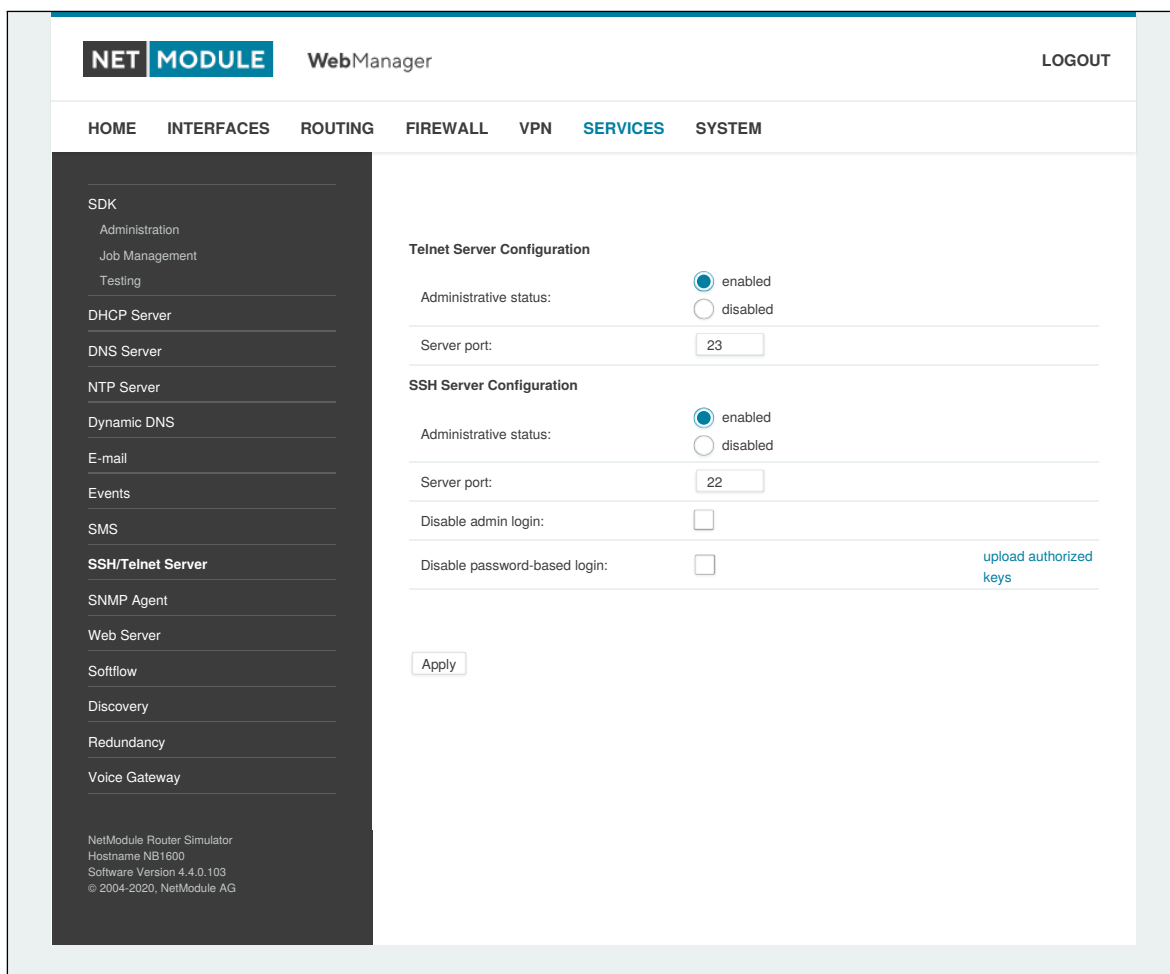 NET MODULE WebManager LOGOUT
HOME INTERFACES ROUTING FIREWALL VPN SERVICES SYSTEM
SDK
Administration
Job Management
Testing
DHCP Server
DNS Server
NTP Server
Dynamic DNS
E-mail
Events
SMS
SSH/Telnet Server
SNMP Agent
Web Server
Softflow
Discovery
Redundancy
Voice Gateway
NetModule Router Simulator
Hostname NB1600
Software Version 4.4.0.103
© 2004-2020, NetModule AG
Telnet Server Configuration
Administrative status:
enabled
disabled
Server port: 23
SSH Server Configuration
Administrative status:
enabled
disabled
Server port: 22
Disable admin login:
Disable password-based login:
upload authorized
keys
Apply